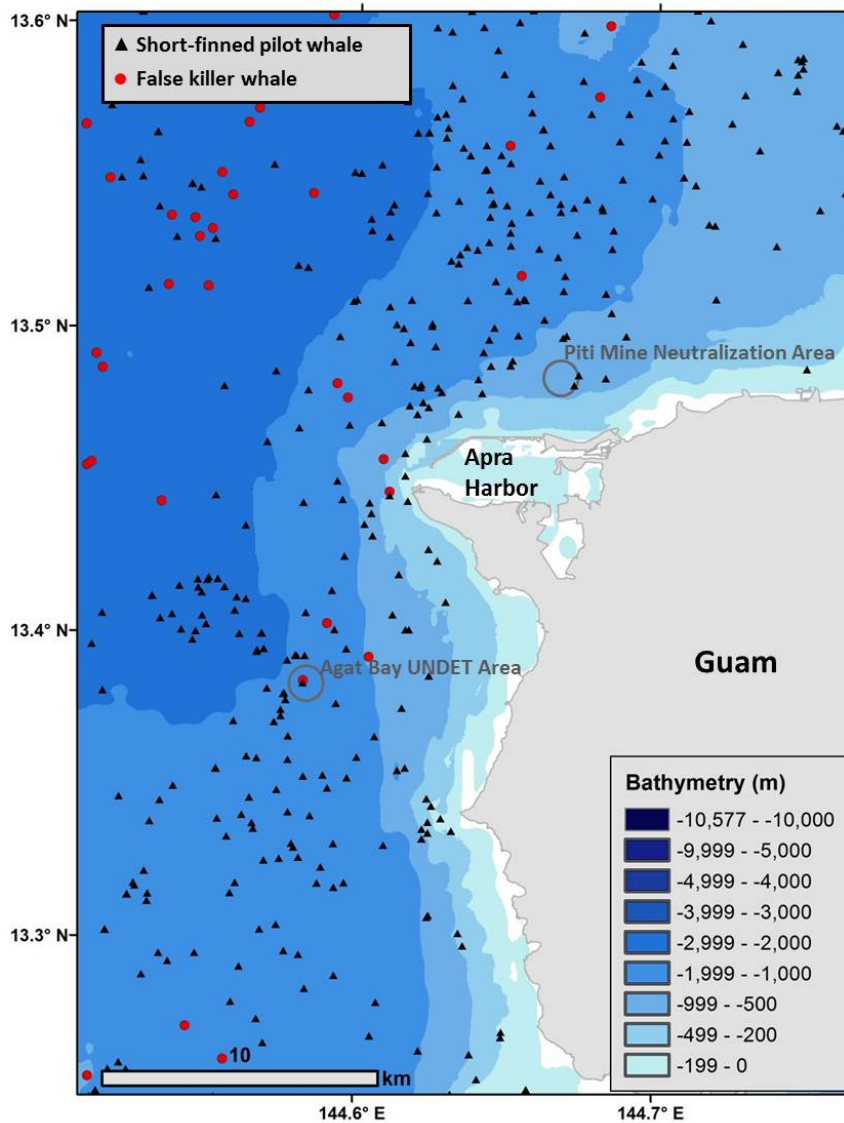 13.6° N
Short-finned pilot whale
False killer whale
13.5° N
Piti Mine Neutralization Area
Apra
Harbor
13.4° N
Guam
Agat Bay UNDET Area
Bathymetry (m)
-10,577 - -10,000
-9,999 - -5,000
-4,999 - -4,000
-3,999 - -3,000
-2,999 - -2,000
-1,999 - -1,000
-999 - -500
-499 - -200
-199 - 0
13.3° N
10
km
144.6° E
144.7° E